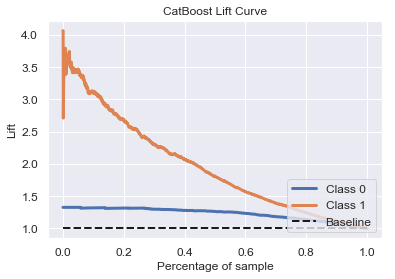 CatBoost Lift Curve
Lift
4.0
3.5
3.0
2.5
2.0
1.5
1.0
Class 0
Class 1
Baseline
0.0 0.2 0.4 0.6 0.8 1.0
Percentage of sample